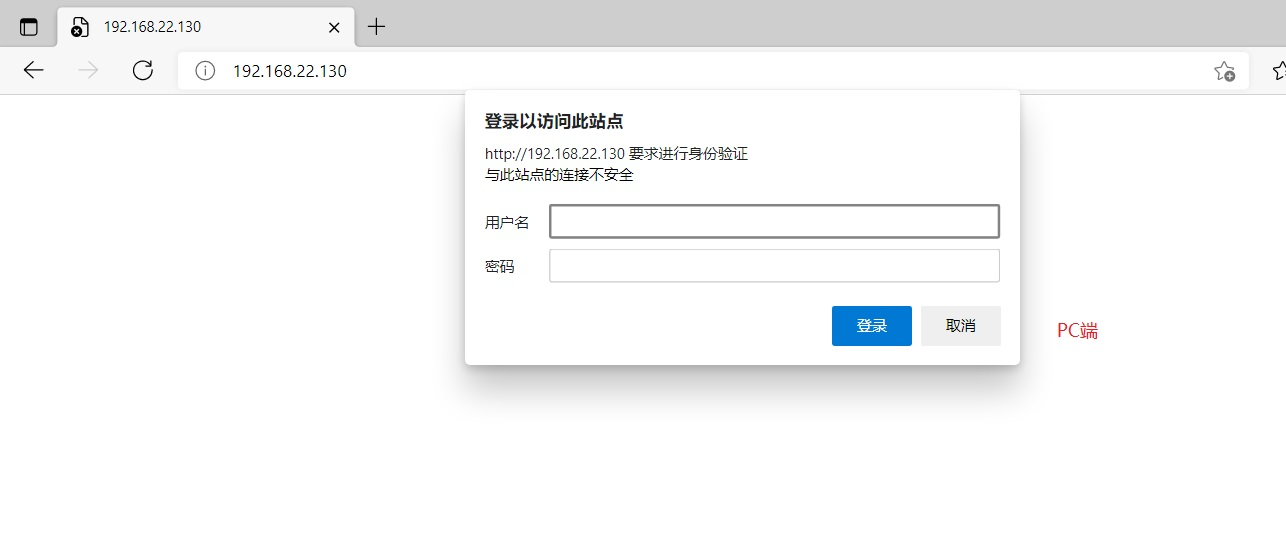 192.168.22.130
192.168.22.130
登录以访问此站点
http://192.168.22.130 要求进行身份验证
与此站点的连接不安全
用户名
密码
登录 取消
PC端